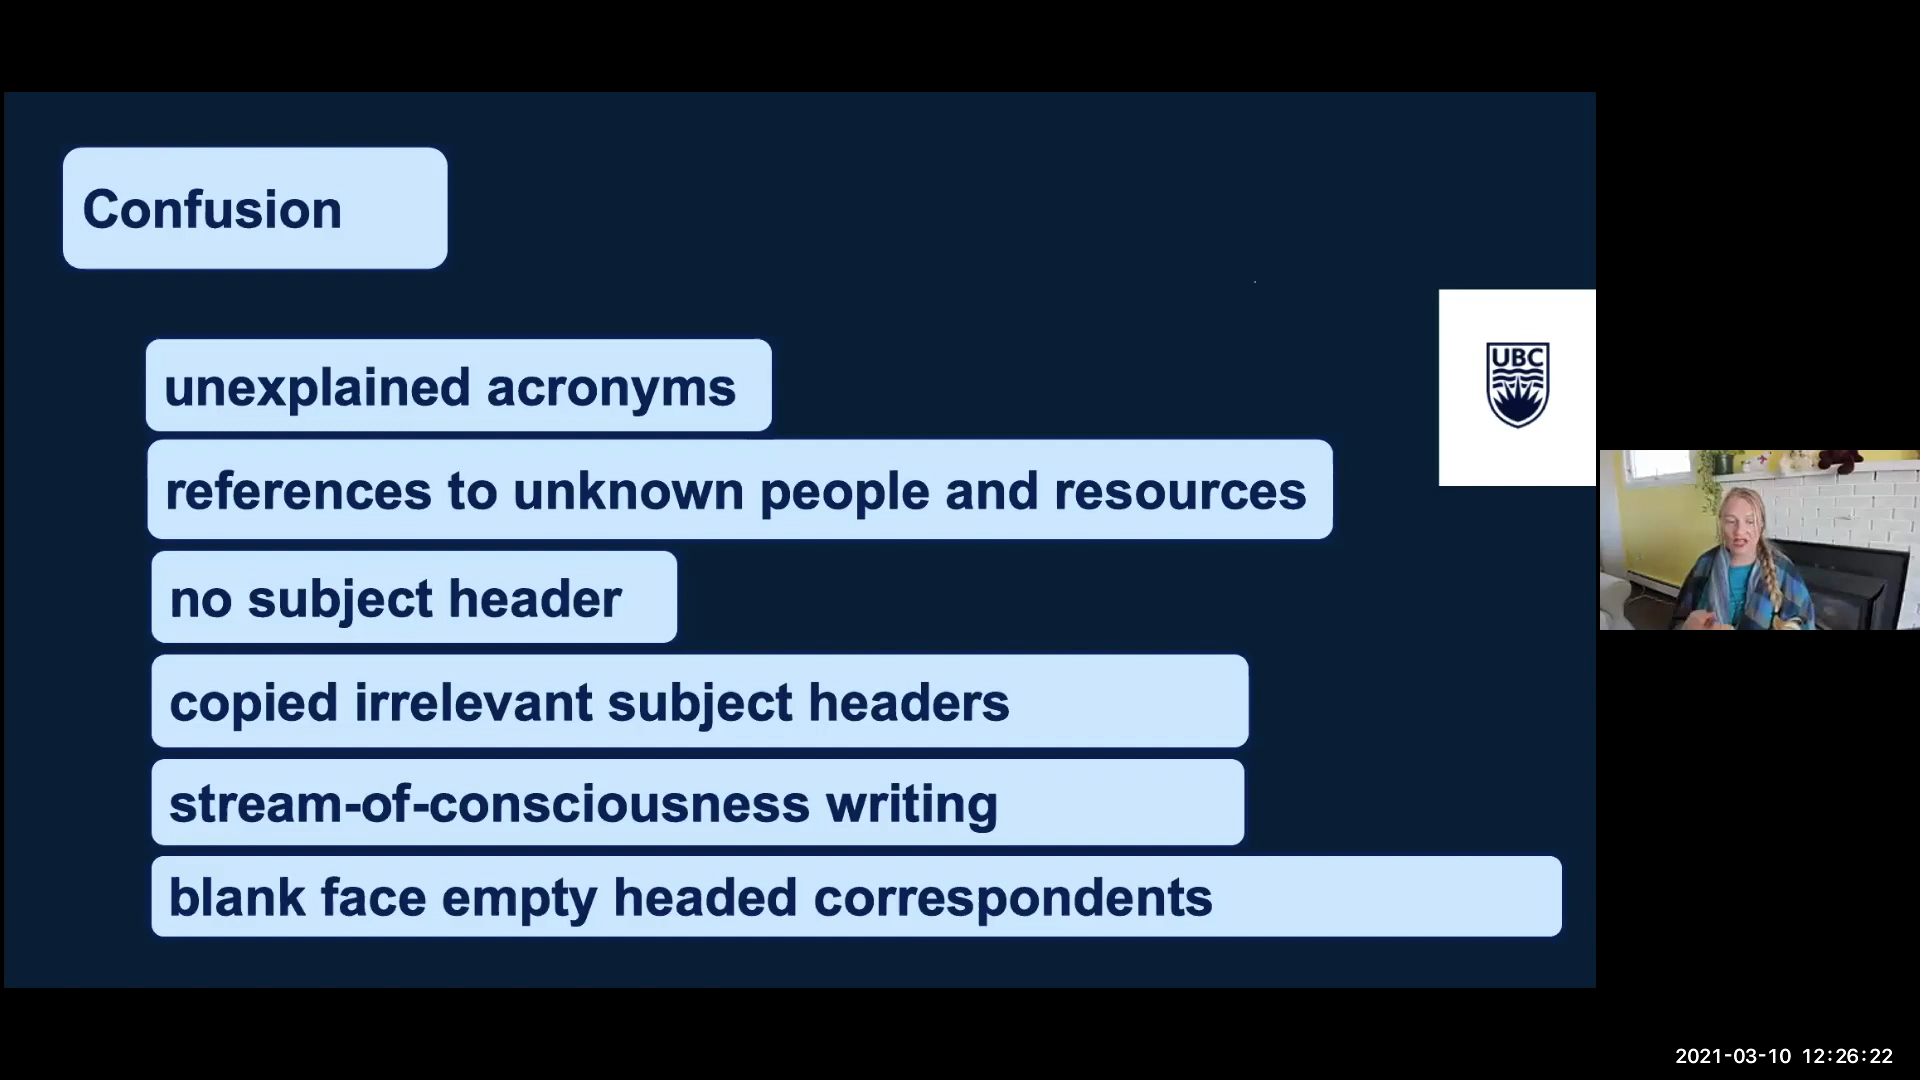 Confusion
unexplained acronyms
references to unknown people and resources
UBC
no subject header
copied irrelevant subject headers
stream-of-consciousness writing
blank face empty headed correspondents
2021-03-10 12:26:22